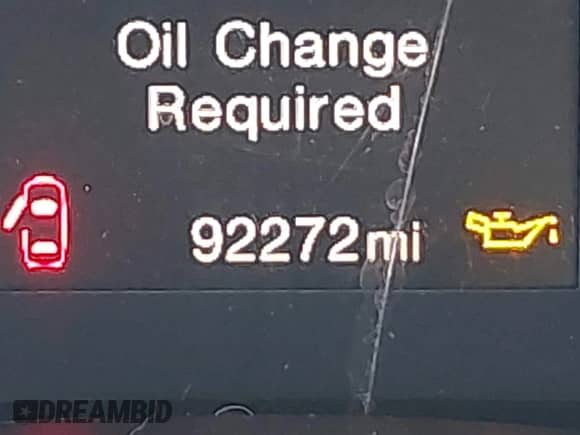 Oil Change
Required
92272mi
DREAMBID